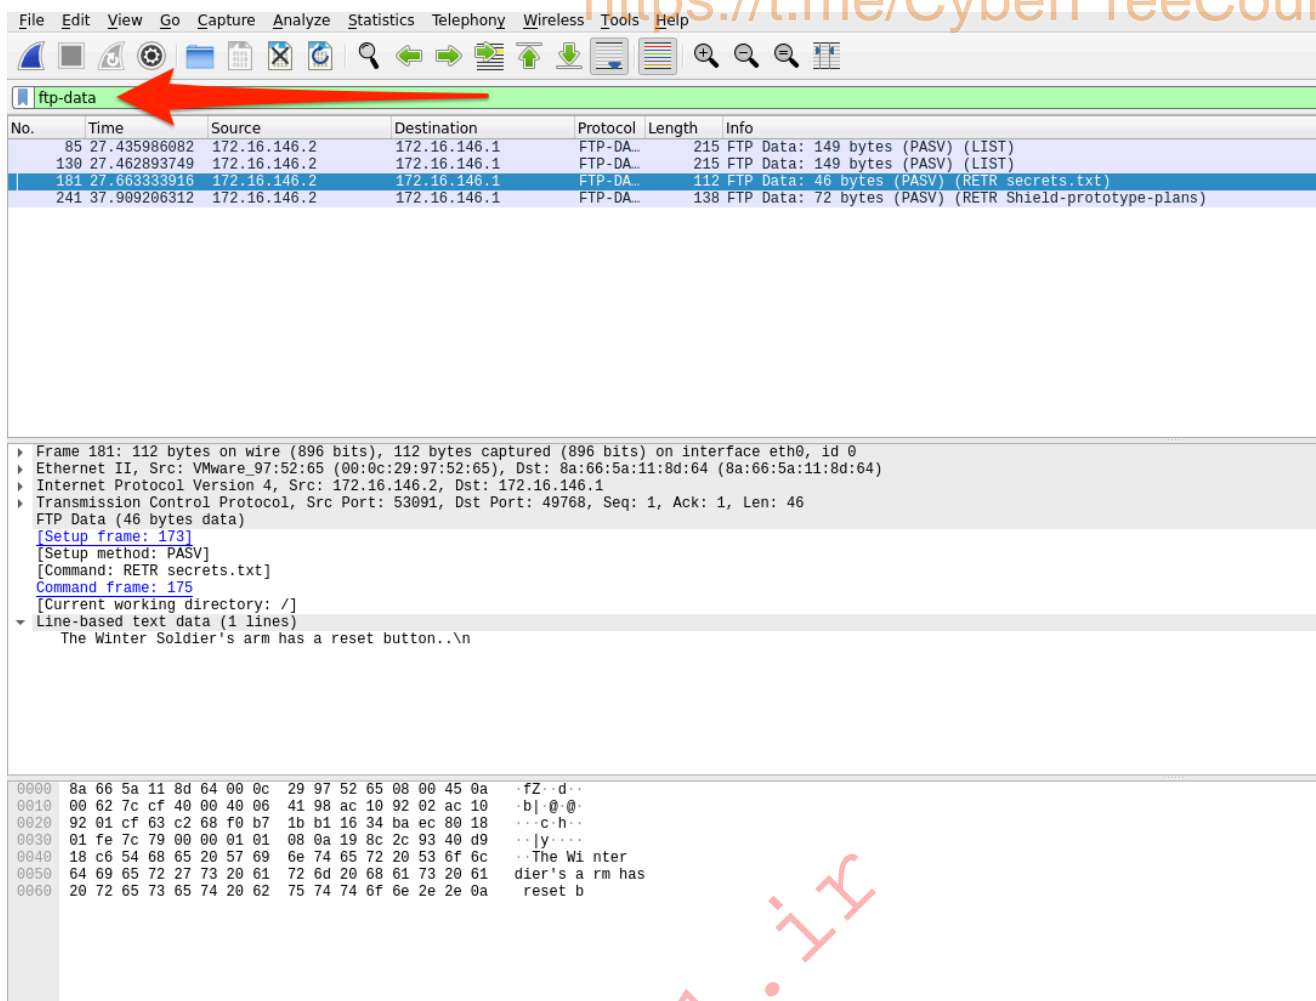 https://t.me/Cyber
File Edit View Go Capture Analyze Statistics Telephony Wireless Tools Help
ftp-data
No. Time Source Destination Protocol Length Info
85 27.435986082 172.16.146.2 172.16.146.1 FTP-DA… 215 FTP Data: 149 bytes (PASV) (LIST)
130 27.462893749 172.16.146.2 172.16.146.1 FTP-DA… 215 FTP Data: 149 bytes (PASV) (LIST)
181 27.663333916 172.16.146.2 172.16.146.1 FTP-DA… 112 FTP Data: 46 bytes (PASV) (RETR secrets.txt)
241 37.909206312 172.16.146.2 172.16.146.1 FTP-DA… 138 FTP Data: 72 bytes (PASV) (RETR Shield-prototype-plans)
Frame 181: 112 bytes on wire (896 bits), 112 bytes captured (896 bits) on interface eth0, id 0
Ethernet II, Src: VMware_97:52:65 (00:0c:29:97:52:65), Dst: 8a:66:5a:11:8d:64 (8a:66:5a:11:8d:64)
Internet Protocol Version 4, Src: 172.16.146.2, Dst: 172.16.146.1
Transmission Control Protocol, Src Port: 53091, Dst Port: 49768, Seq: 1, Ack: 1, Len: 46
FTP Data (46 bytes data)
[Setup frame: 173]
[Setup method: PASV]
[Command: RETR secrets.txt]
Command frame: 175
[Current working directory: /]
Line-based text data (1 lines)
The Winter Soldier's arm has a reset button..\n
0000 8a 66 5a 11 8d 64 00 0c 29 97 52 65 08 00 45 0a ·fZ··d··
0010 00 62 7c cf 40 00 40 06 41 98 ac 10 92 02 ac 10 ·b|·@·@·
0020 92 01 cf 63 c2 68 f0 b7 1b b1 16 34 ba ec 80 18 ···c·h··
0030 01 fe 7c 79 00 00 01 01 08 0a 19 8c 2c 93 40 d9 ··|y····
0040 18 c6 54 68 65 20 57 69 6e 74 65 72 20 53 6f 6c ··The Wi nter
0050 64 69 65 72 27 73 20 61 72 6d 20 68 61 73 20 61 dier's a rm has
0060 20 72 65 73 65 74 20 62 75 74 74 6f 6e 2e 2e 0a reset b
.ir